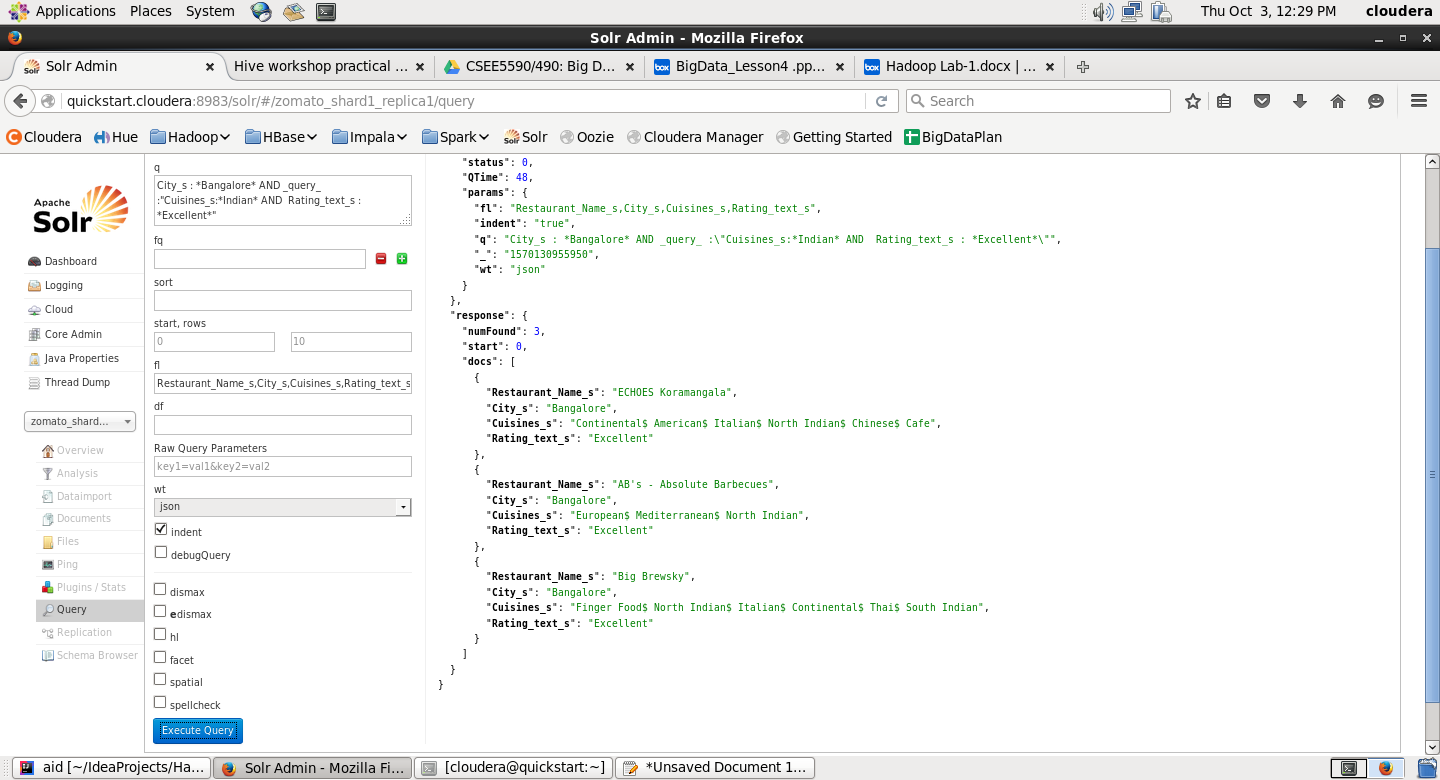 Applications Places System Thu Oct 3, 12:29 PM cloudera
Solr Admin - Mozilla Firefox
Solr Admin Hive workshop practical ... CSEE5590/490: Big D... BigData_Lesson4 .pp... Hadoop Lab-1.docx | ...
quickstart.cloudera:8983/solr/#/zomato_shard1_replica1/query Search
Cloudera Hue Hadoop HBase Impala Spark Solr Oozie Cloudera Manager Getting Started BigDataPlan
Apache
Solr
Dashboard
Logging
Cloud
Core Admin
Java Properties
Thread Dump
zomato_shard...
Overview
Analysis
Dataimport
Documents
Files
Ping
Plugins / Stats
Query
Replication
Schema Browser
q
City_s : *Bangalore* AND _query_
:"Cuisines_s:*Indian* AND  Rating_text_s :
*Excellent*"
fq
sort
start, rows
0 10
fl
Restaurant_Name_s,City_s,Cuisines_s,Rating_text_s
df
Raw Query Parameters
key1=val1&key2=val2
wt
json
indent
debugQuery
dismax
edismax
hl
facet
spatial
spellcheck
Execute Query
"status": 0,
"QTime": 48,
"params": {
"fl": "Restaurant_Name_s,City_s,Cuisines_s,Rating_text_s",
"indent": "true",
"q": "City_s : *Bangalore* AND _query_ :\"Cuisines_s:*Indian* AND  Rating_text_s : *Excellent*\"",
"_": "1570130955950",
"wt": "json"
}
},
"response": {
"numFound": 3,
"start": 0,
"docs": [
{
"Restaurant_Name_s": "ECHOES Koramangala",
"City_s": "Bangalore",
"Cuisines_s": "Continental$ American$ Italian$ North Indian$ Chinese$ Cafe",
"Rating_text_s": "Excellent"
},
{
"Restaurant_Name_s": "AB's - Absolute Barbecues",
"City_s": "Bangalore",
"Cuisines_s": "European$ Mediterranean$ North Indian",
"Rating_text_s": "Excellent"
},
{
"Restaurant_Name_s": "Big Brewsky",
"City_s": "Bangalore",
"Cuisines_s": "Finger Food$ North Indian$ Italian$ Continental$ Thai$ South Indian",
"Rating_text_s": "Excellent"
}
]
}
}
aid [~/IdeaProjects/Ha... Solr Admin - Mozilla Fi... [cloudera@quickstart:~] *Unsaved Document 1...